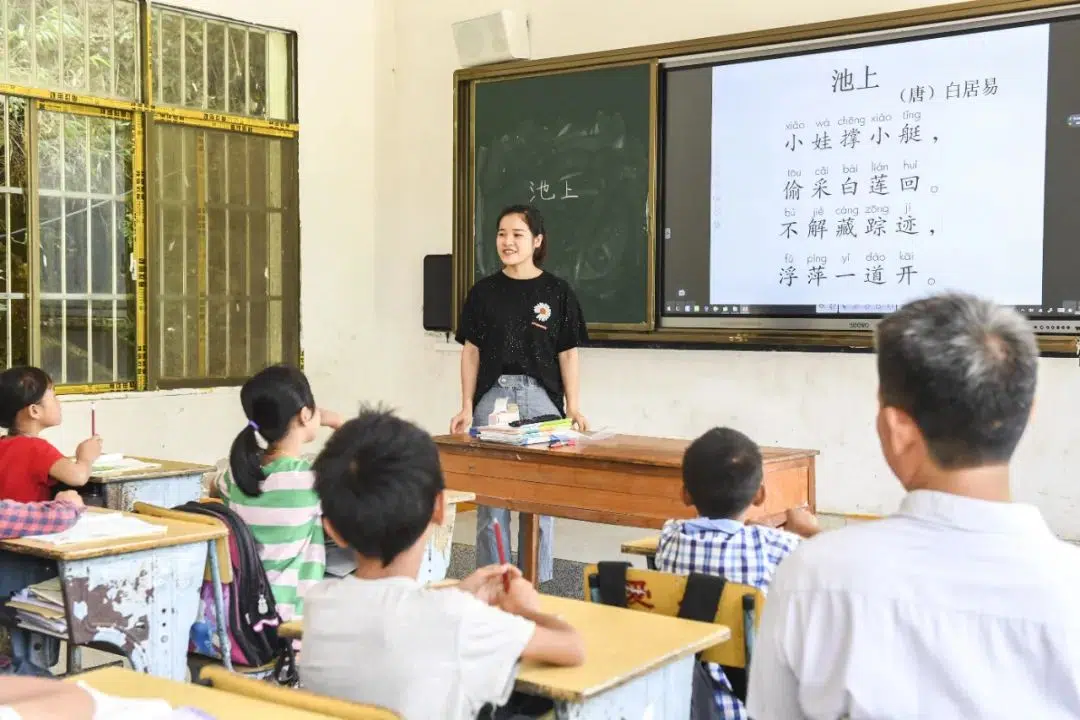 池上
池上
（唐）白居易
xiǎo wá chēng xiǎo tǐng
小娃撑小艇，
tōu cǎi bái lián huí
偷采白莲回。
bù jiě cáng zōng jì
不解藏踪迹，
fú píng yí dào kāi
浮萍一道开。
爱